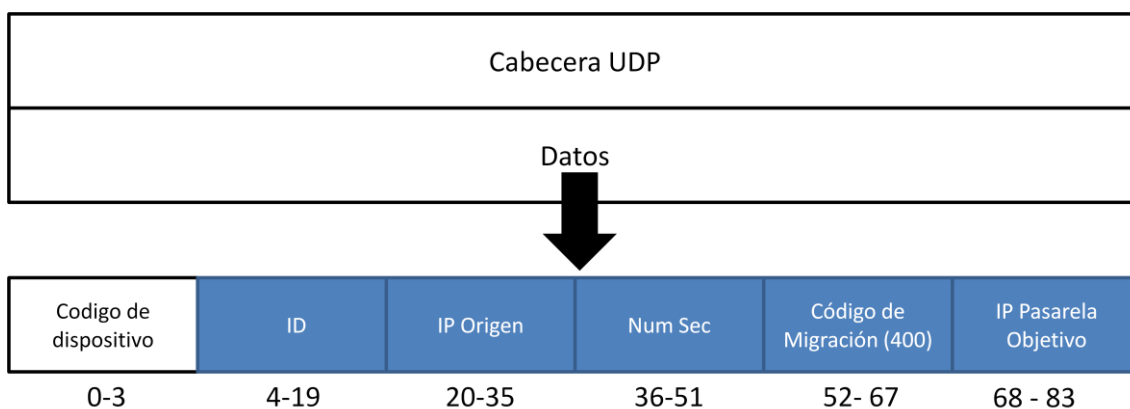 Cabecera UDP
Datos
Codigo de
dispositivo
ID
IP Origen
Num Sec
Código de
Migración (400)
IP Pasarela
Objetivo
0-3
4-19
20-35
36-51
52- 67
68 - 83